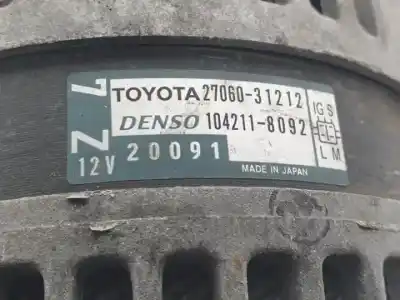 Z 7
TOYOTA 27060-31212
DENSO 104211-8092
12V 20091
IG S
L M
MADE IN JAPAN